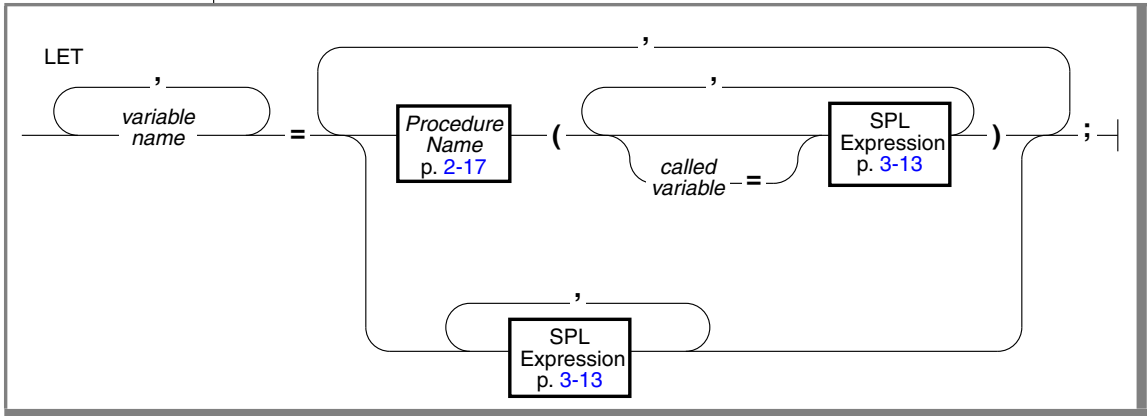 LET
,
variable
name
=
,
Procedure
Name
p. 2-17
(
,
called
variable
=
SPL
Expression
p. 3-13
)
;
,
SPL
Expression
p. 3-13